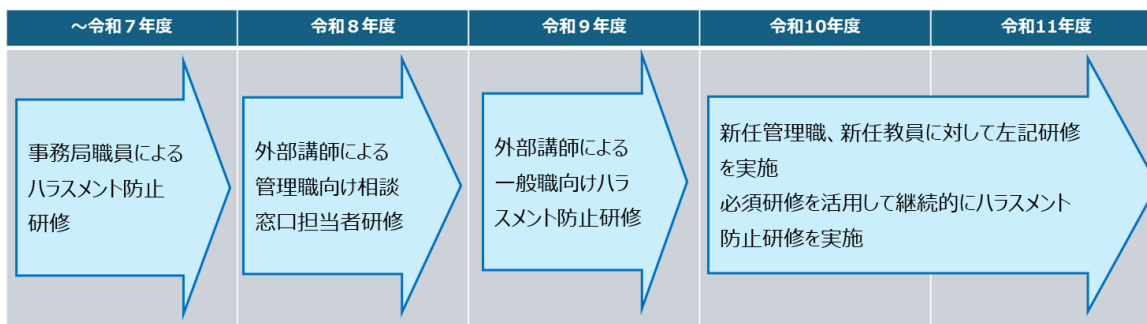 ～令和７年度
令和８年度
令和９年度
令和10年度
令和11年度
事務局職員による
ハラスメント防止
研修
外部講師による
管理職向け相談
窓口担当者研修
外部講師による
一般職向けハラ
スメント防止研修
新任管理職、新任教員に対して左記研修
を実施
必須研修を活用して継続的にハラスメント
防止研修を実施